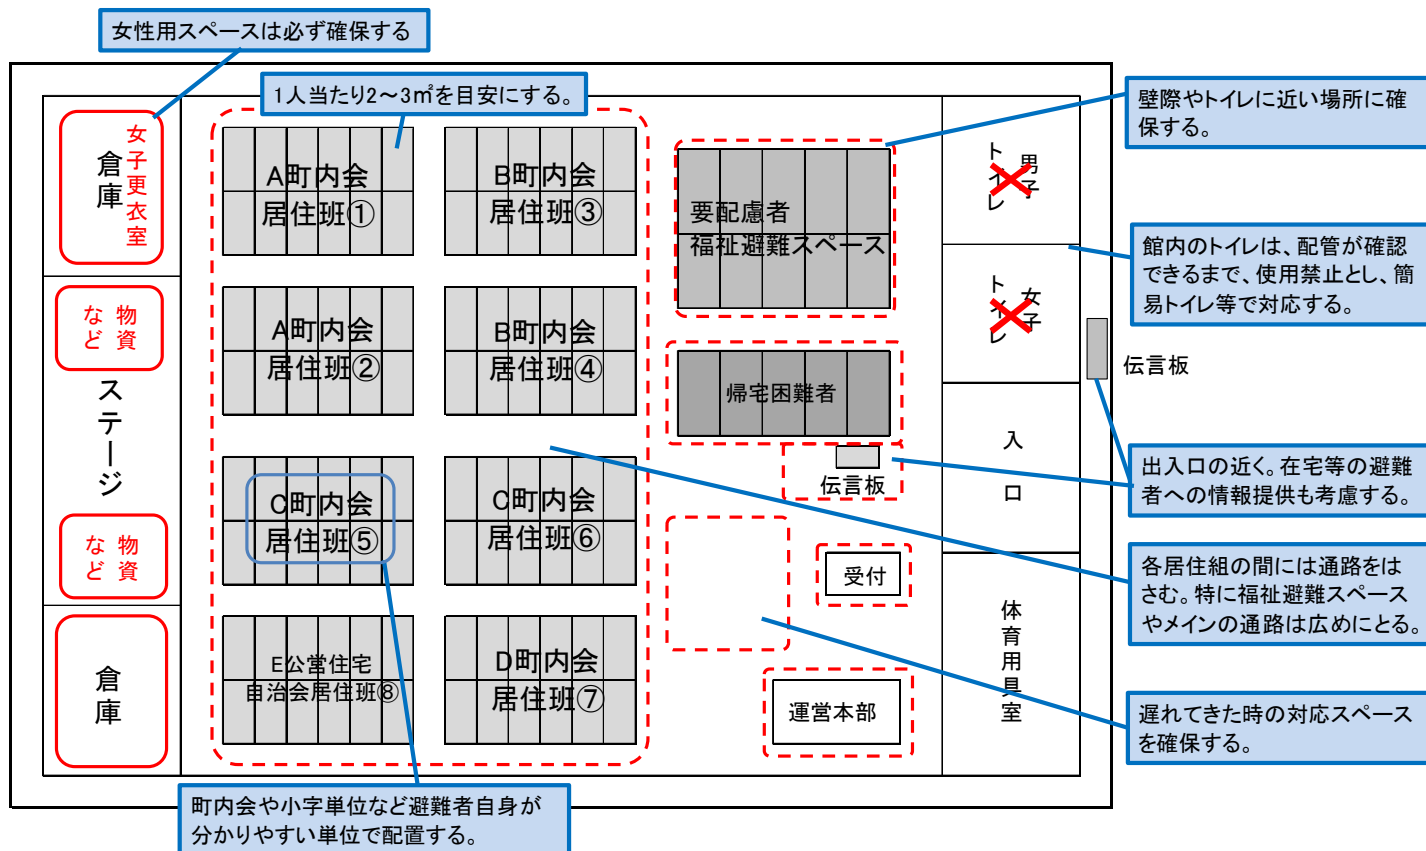 女性用スペースは必ず確保する
1人当たり2～3㎡を目安にする。
壁際やトイレに近い場所に確
保する。
倉庫
女子更衣室
A町内会
居住班①
B町内会
居住班③
要配慮者
福祉避難スペース
男子
トイレ
館内のトイレは、配管が確認
できるまで、使用禁止とし、簡
易トイレ等で対応する。
物資
など
A町内会
居住班②
B町内会
居住班④
女子
トイレ
伝言板
帰宅困難者
ステージ
入口
伝言板
出入口の近く。在宅等の避難
者への情報提供も考慮する。
C町内会
居住班⑤
C町内会
居住班⑥
物資
など
受付
各居住組の間には通路をは
さむ。特に福祉避難スペース
やメインの通路は広めにとる。
倉庫
E公営住宅
自治会居住班⑧
D町内会
居住班⑦
運営本部
体育用具室
遅れてきた時の対応スペース
を確保する。
町内会や小字単位など避難者自身が
分かりやすい単位で配置する。